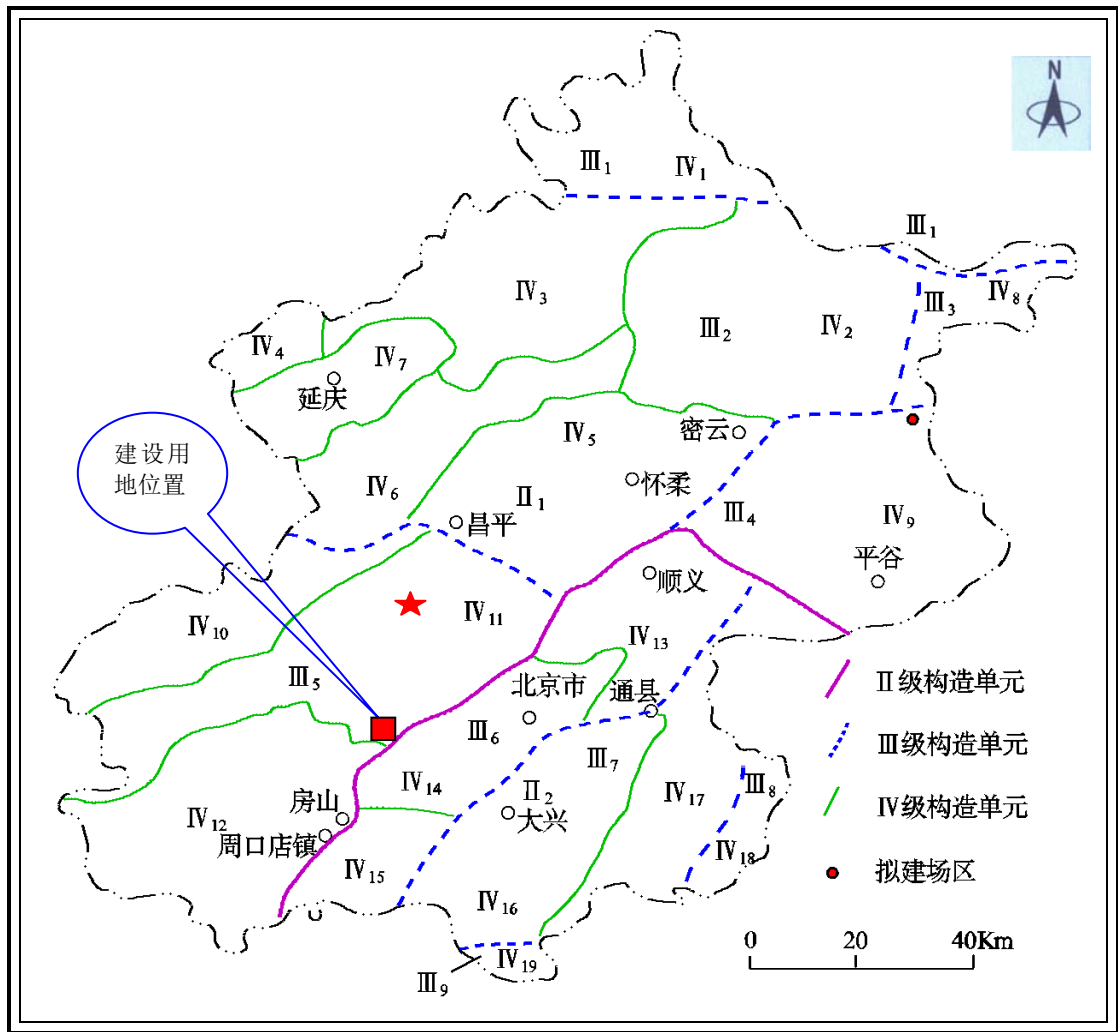 N
Ⅲ₁
Ⅳ₁
Ⅲ₁
Ⅳ₃
Ⅲ₃
Ⅳ₈
Ⅲ₂
Ⅳ₂
Ⅳ₄
Ⅳ₇
延庆
Ⅳ₅
密云
建设用
地位置
Ⅳ₆
Ⅱ₁
怀柔
昌平
Ⅲ₄
Ⅳ₉
平谷
顺义
Ⅳ₁₀
Ⅳ₁₁
Ⅳ₁₃
Ⅲ₅
北京市
通县
Ⅱ级构造单元
Ⅲ₆
Ⅲ₇
Ⅲ级构造单元
Ⅳ₁₄
Ⅱ₂
大兴
Ⅳ₁₇
Ⅲ₈
房山
Ⅳ₁₂
周口店镇
Ⅳ级构造单元
Ⅳ₁₅
Ⅳ₁₈
拟建场区
Ⅳ₁₆
0 20 40Km
Ⅳ₁₉
Ⅲ₉